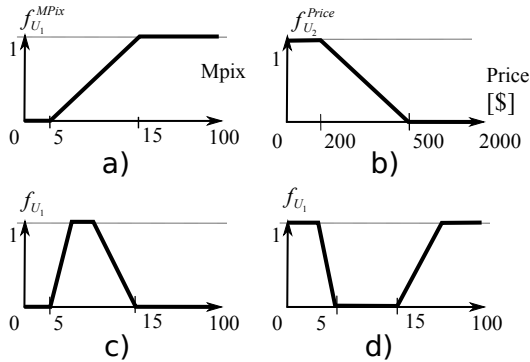 f_{U_1}^{MPix}
1
Mpix
0 5 15 100
a)
f_{U_2}^{Price}
1
Price
[$]
0 200 500 2000
b)
f_{U_1}
1
0 5 15 100
c)
f_{U_1}
1
0 5 15 100
d)